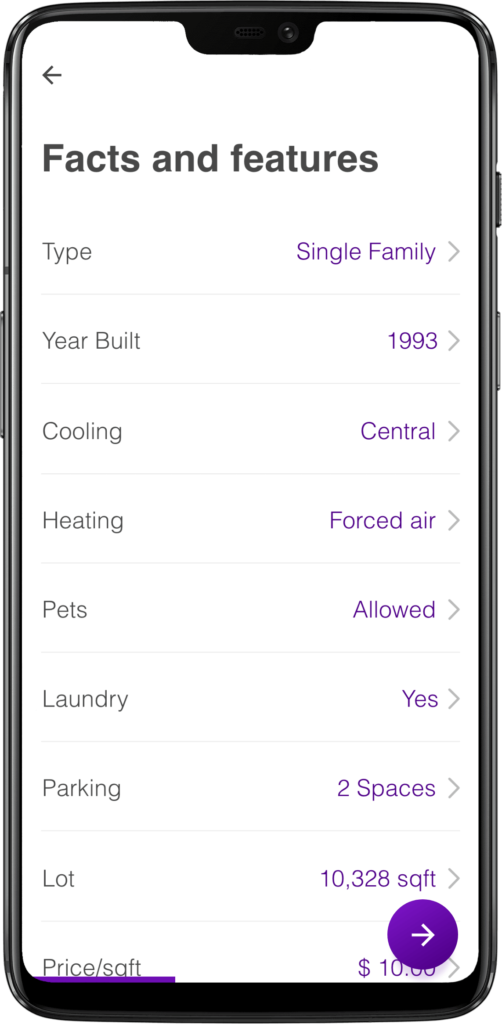 Facts and features
Type Single Family
Year Built 1993
Cooling Central
Heating Forced air
Pets Allowed
Laundry Yes
Parking 2 Spaces
Lot 10,328 sqft
Price/sqft $ 10.00